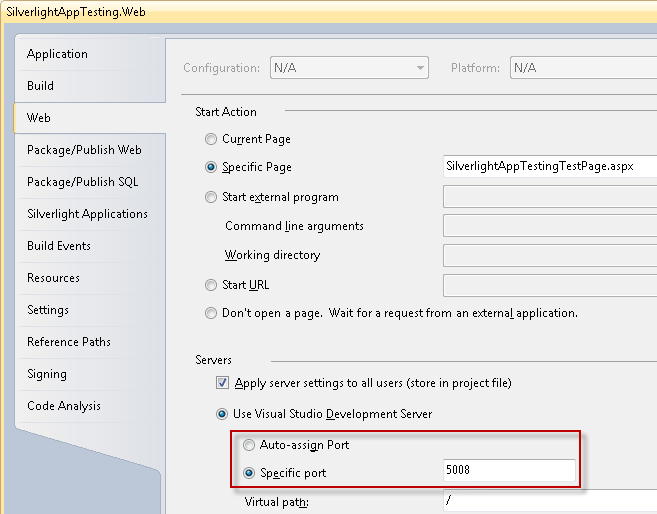 SilverlightAppTesting.Web
Application
Build
Web
Package/Publish Web
Package/Publish SQL
Silverlight Applications
Build Events
Resources
Settings
Reference Paths
Signing
Code Analysis
Configuration: N/A Platform: N/A
Start Action
Current Page
Specific Page SilverlightAppTestingTestPage.aspx
Start external program
Command line arguments
Working directory
Start URL
Don't open a page. Wait for a request from an external application.
Servers
Apply server settings to all users (store in project file)
Use Visual Studio Development Server
Auto-assign Port
Specific port 5008
Virtual path: /